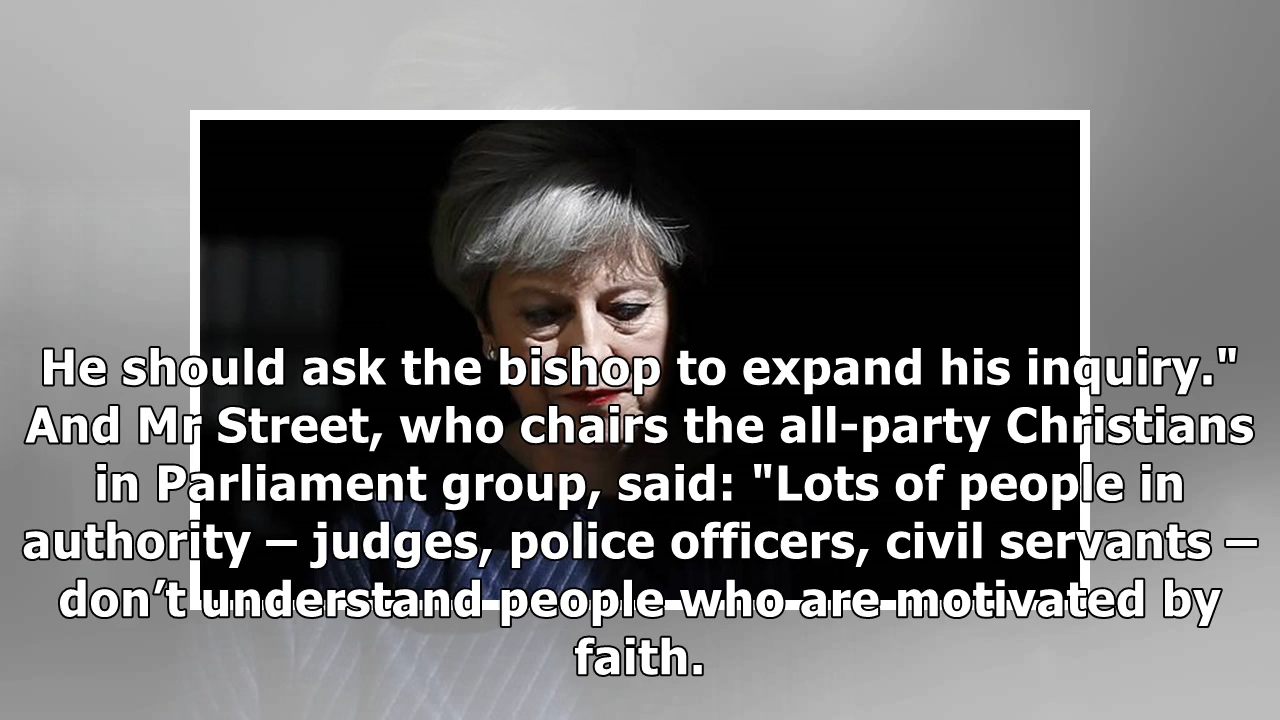 He should ask the bishop to expand his inquiry."
And Mr Street, who chairs the all-party Christians
in Parliament group, said: "Lots of people in
authority – judges, police officers, civil servants –
don’t understand people who are motivated by
faith.